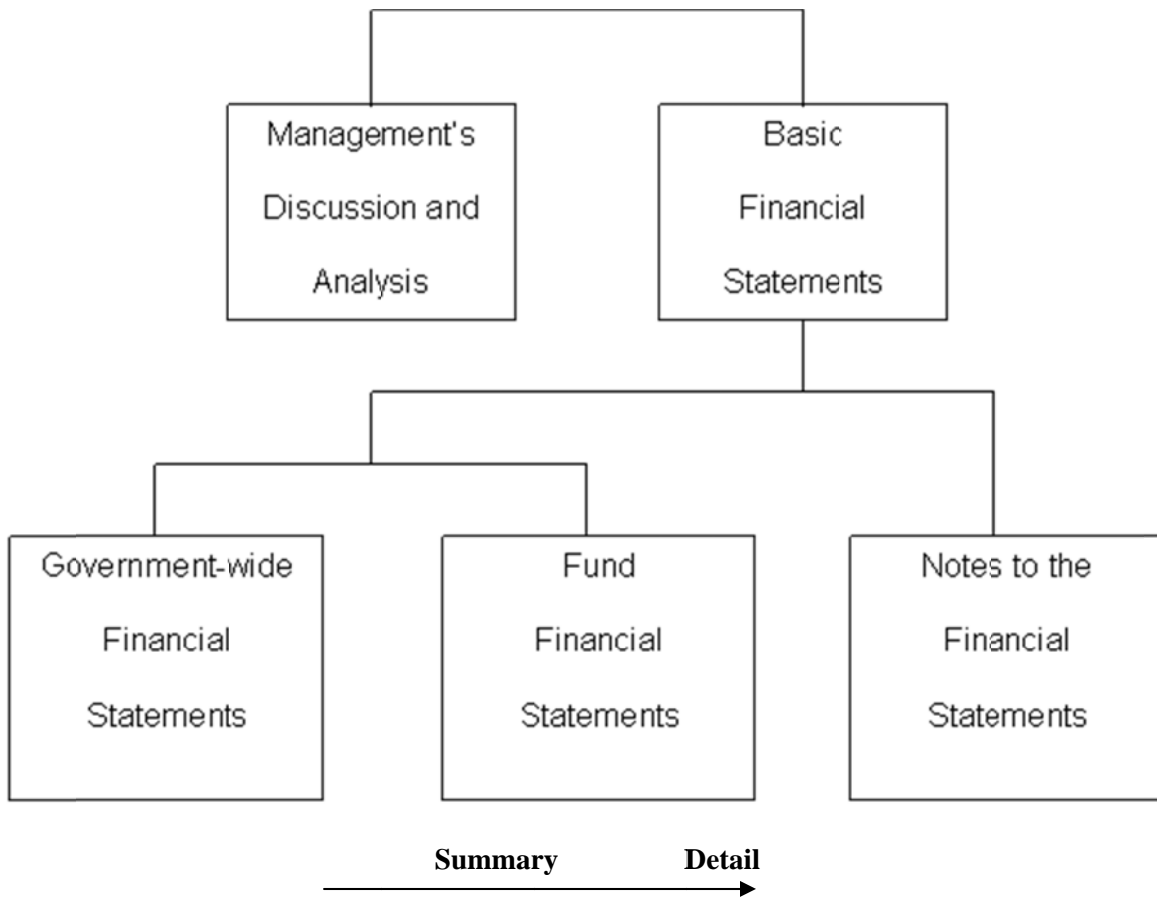 Management's
Discussion and
Analysis
Basic
Financial
Statements
Government-wide
Financial
Statements
Fund
Financial
Statements
Notes to the
Financial
Statements
Summary Detail